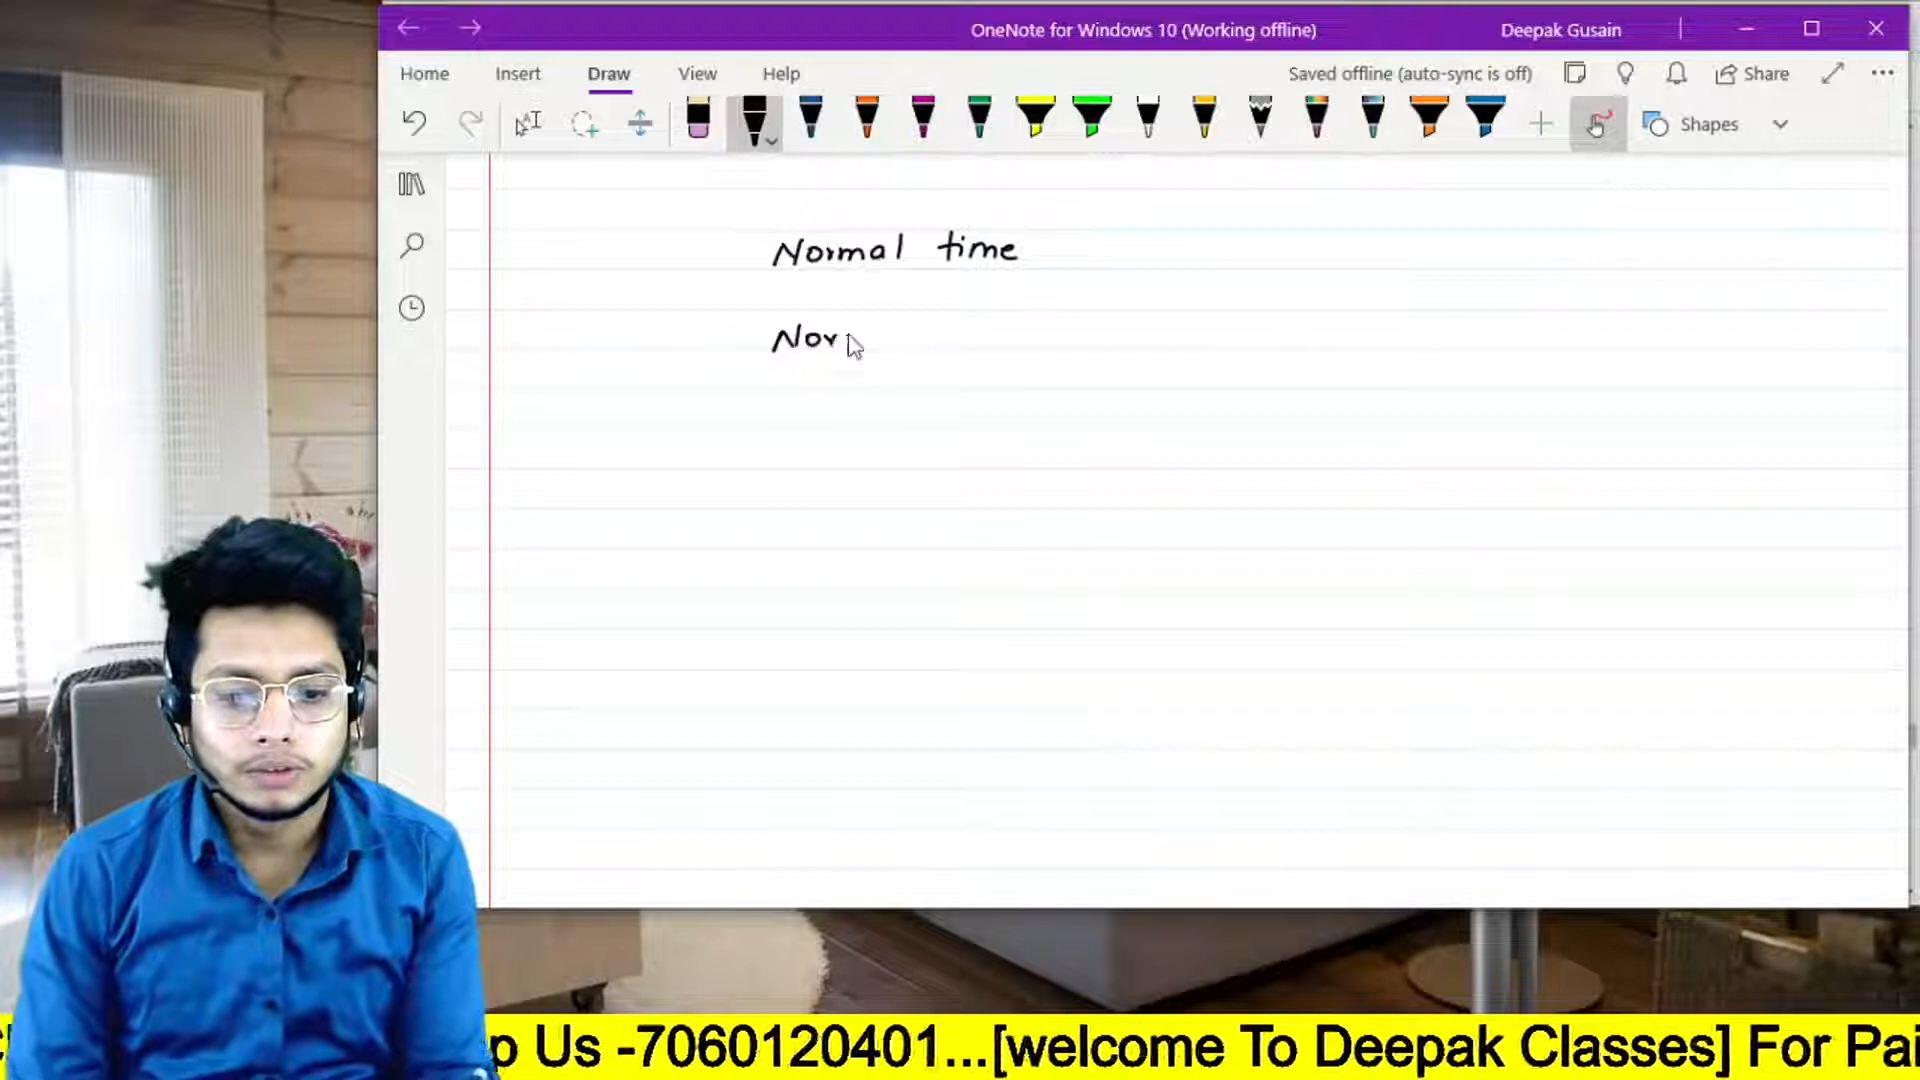 OneNote for Windows 10 (Working offline)
Deepak Gusain
Home Insert Draw View Help
Saved offline (auto-sync is off)
Share
Shapes
Normal time
Nor
p Us -7060120401...[welcome To Deepak Classes] For Pai